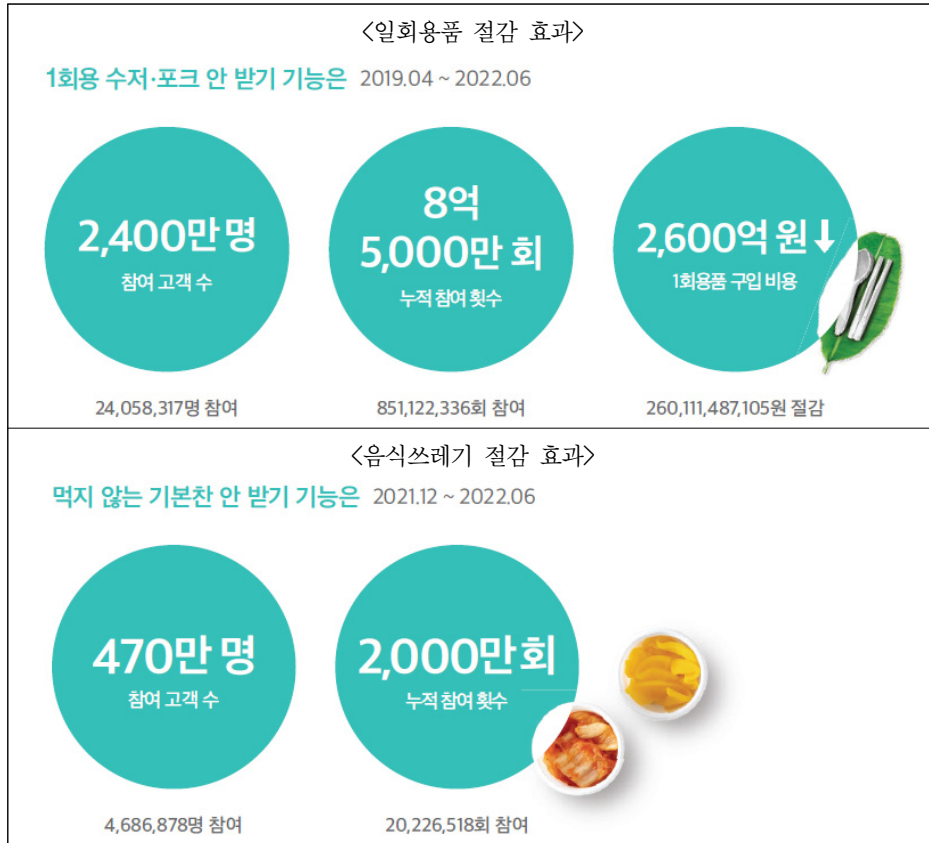 <일회용품 절감 효과>
1회용 수저·포크 안 받기 기능은 2019.04 ~ 2022.06
2,400만 명
참여 고객 수
8억
5,000만 회
누적 참여 횟수
2,600억 원↓
1회용품 구입 비용
24,058,317명 참여
851,122,336회 참여
260,111,487,105원 절감
<음식쓰레기 절감 효과>
먹지 않는 기본찬 안 받기 기능은 2021.12 ~ 2022.06
470만 명
참여 고객 수
2,000만 회
누적 참여 횟수
4,686,878명 참여
20,226,518회 참여